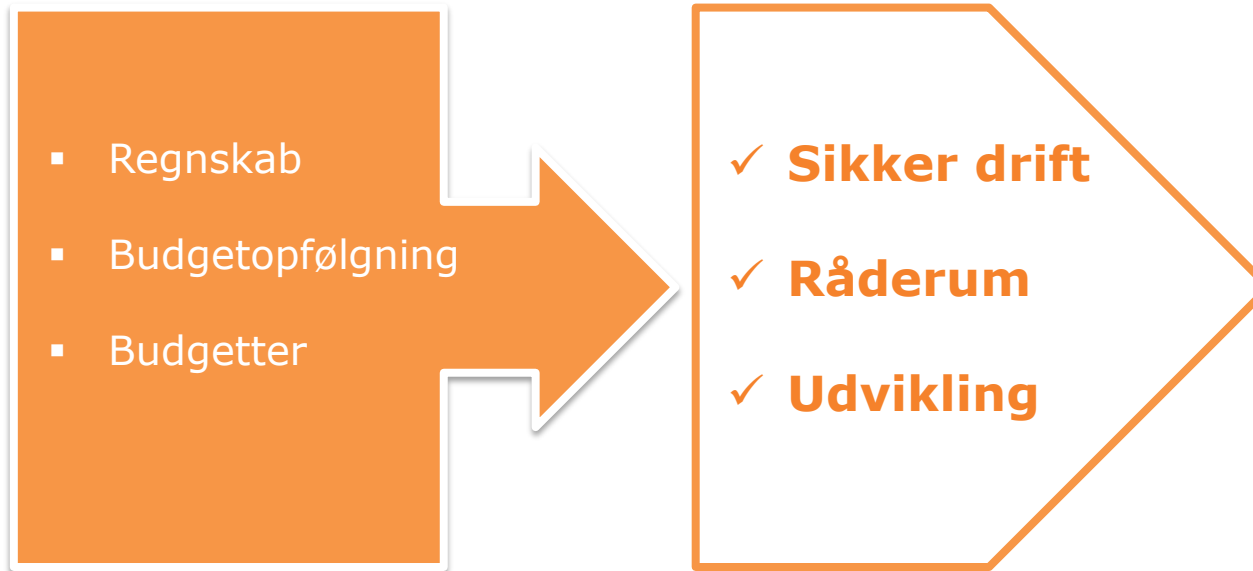 ▪ Regnskab
▪ Budgetopfølgning
▪ Budgetter
✓ Sikker drift
✓ Råderum
✓ Udvikling